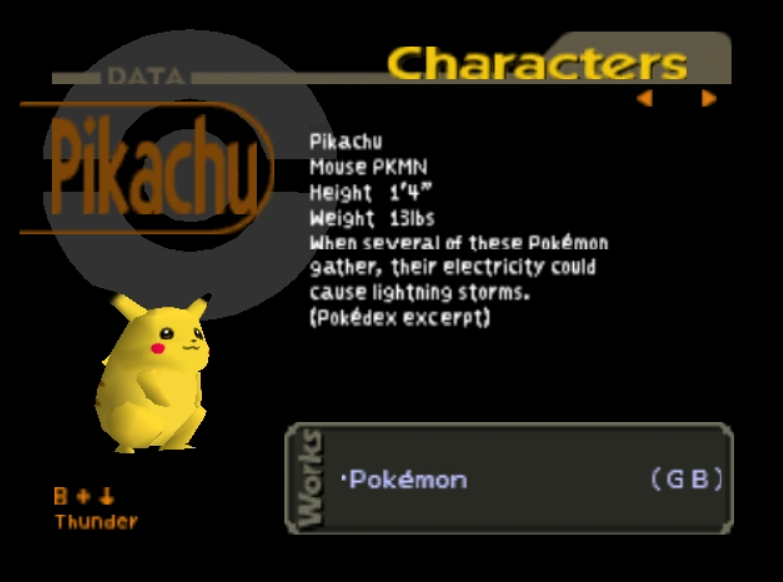 Characters
DATA
Pikachu
Pikachu
Mouse PKMN
Height 1'4"
Weight 13lbs
When several of these Pokémon
gather, their electricity could
cause lightning storms.
(Pokédex excerpt)
B + ↓
Thunder
Works
·Pokémon (GB)